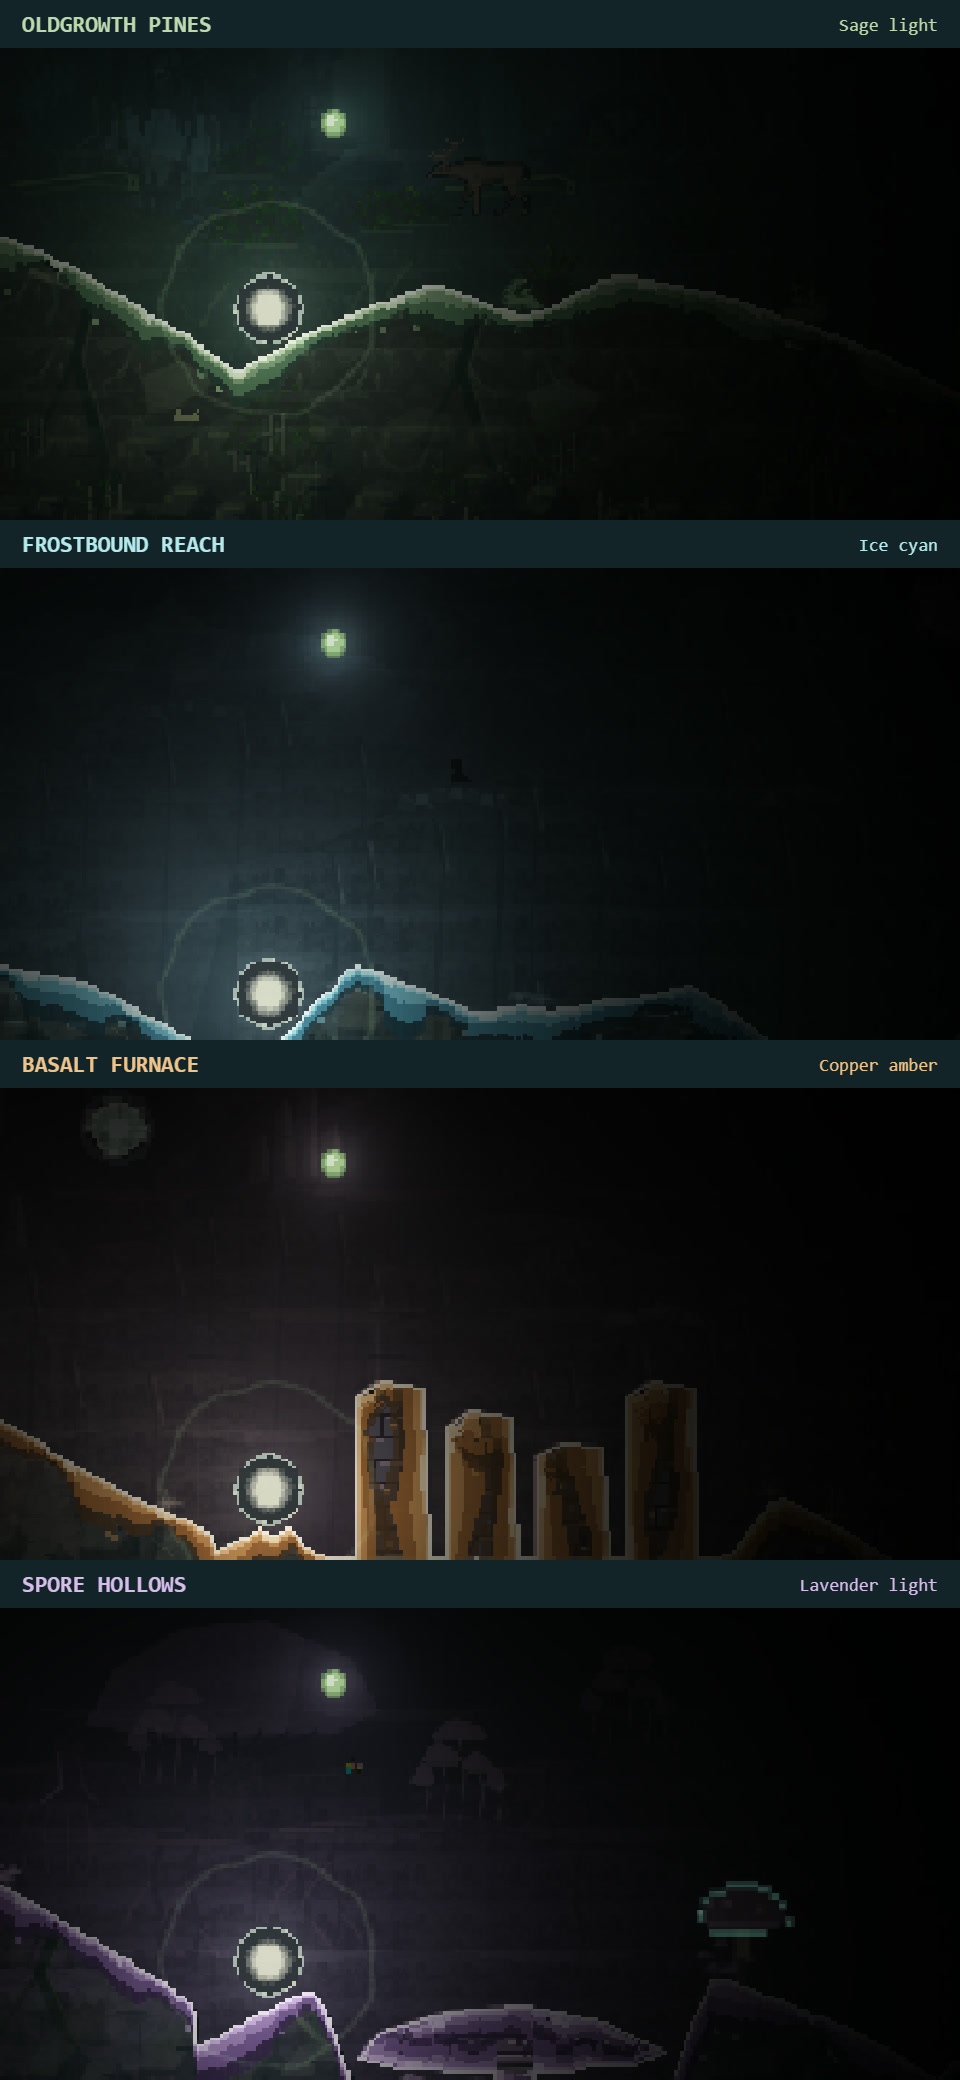 OLDGROWTH PINES
Sage light
FROSTBOUND REACH
Ice cyan
BASALT FURNACE
Copper amber
SPORE HOLLOWS
Lavender light